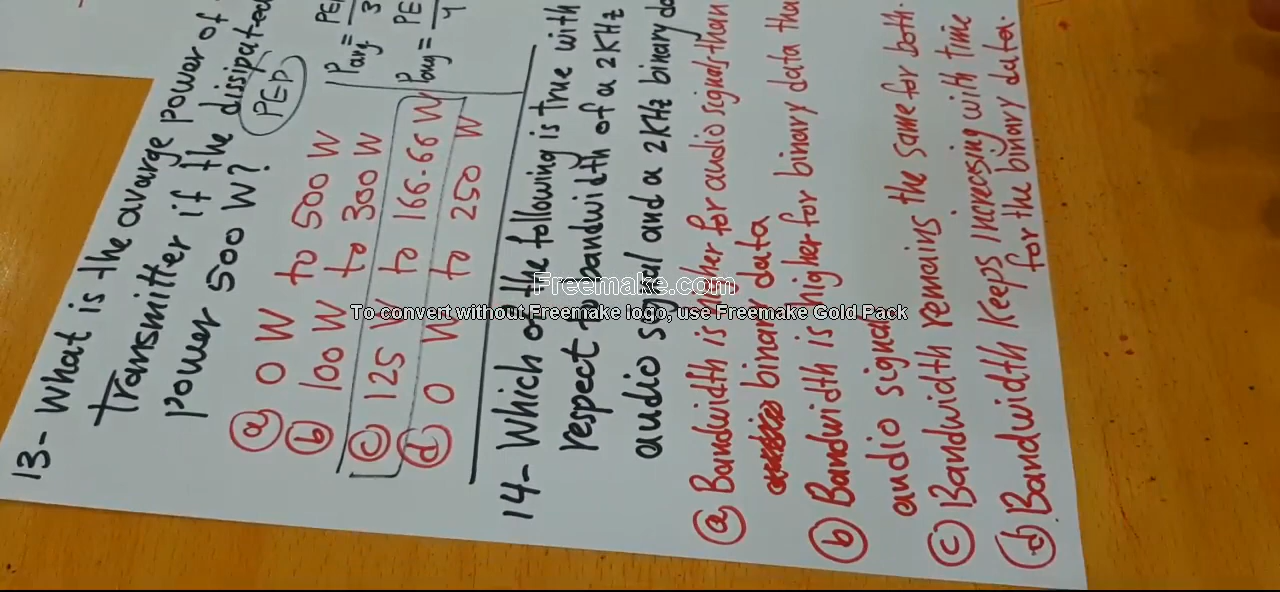 13- What is the avarge power of
transmitter if the dissipated
power 500 W? PEP
ⓐ 0 W to 500 W
ⓑ 100 W to 300 W
ⓒ 125 V to 166.66 W
ⓓ 0 W to 250 W
Pavg = PEP
3
Pavg = PE
4
14- Which of the following is true with
respect to bandwidth of a 2KHz
audio signal and a 2KHz binary da
ⓐ Bandwidth is higher for audio signals than
binary data
ⓑ Bandwidth is higher for binary data tha
audio signal
ⓒ Bandwidth remains the same for both.
ⓓ Bandwidth Keeps increasing with time
for the binary data.
Freemake.com
To convert without Freemake logo, use Freemake Gold Pack